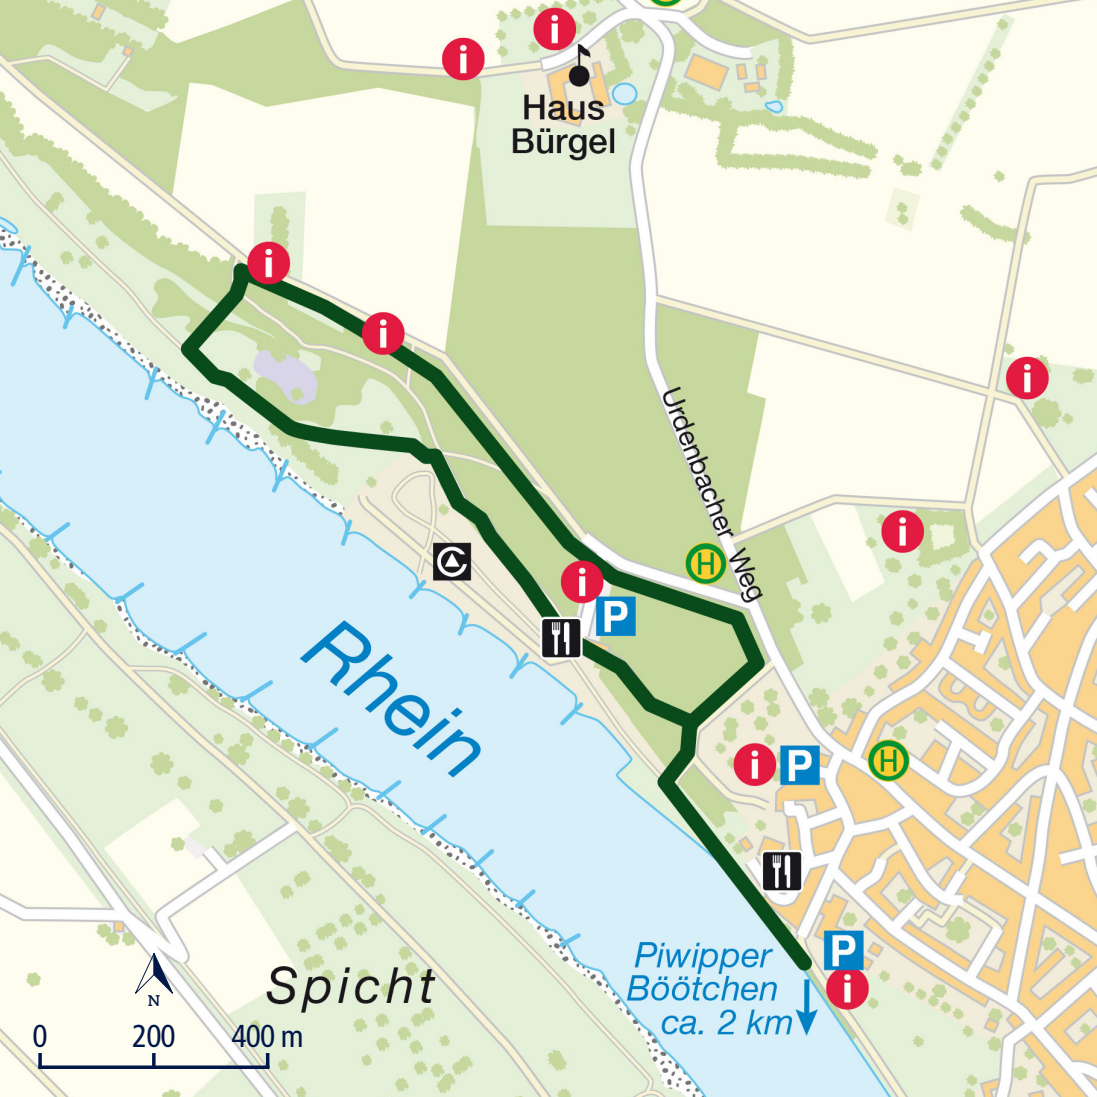 i
i
Haus
Bürgel
i
i
i
Urdenbacher Weg
i
H
i
P
Rhein
i
P
H
Piwipper
Böötchen
ca. 2 km
P
i
Spicht
N
0 200 400 m